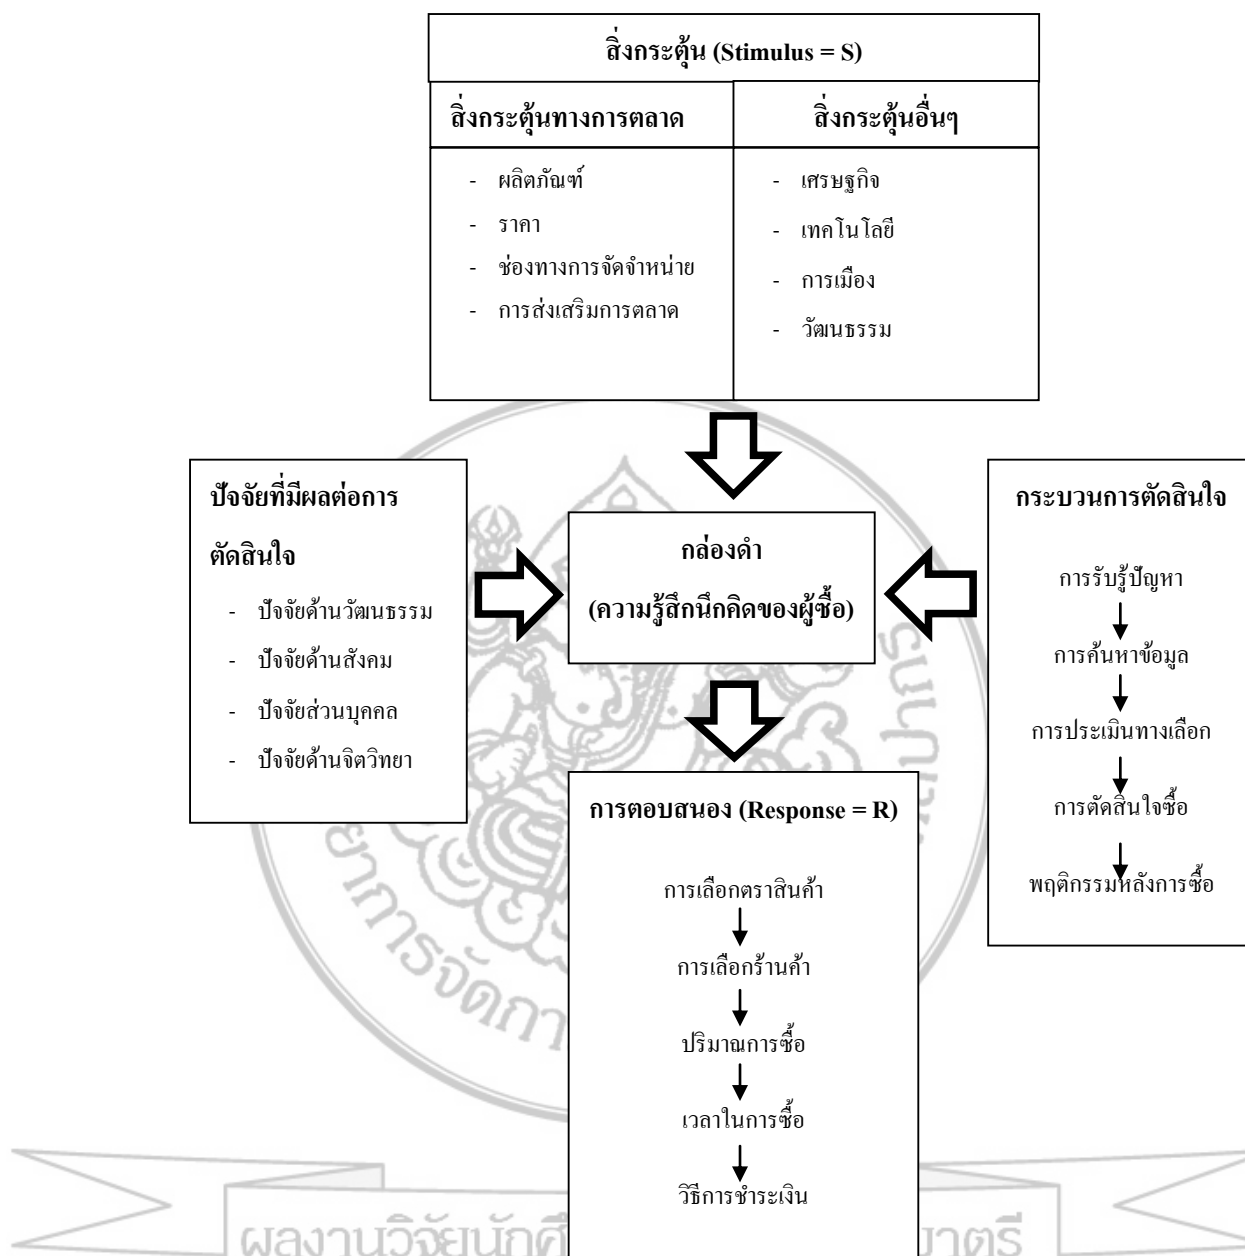 สิ่งกระตุ้น (Stimulus = S)
สิ่งกระตุ้นทางการตลาด
สิ่งกระตุ้นอื่นๆ
- ผลิตภัณฑ์
- ราคา
- ช่องทางการจัดจำหน่าย
- การส่งเสริมการตลาด
- เศรษฐกิจ
- เทคโนโลยี
- การเมือง
- วัฒนธรรม
ปัจจัยที่มีผลต่อการ
ตัดสินใจ
- ปัจจัยด้านวัฒนธรรม
- ปัจจัยด้านสังคม
- ปัจจัยส่วนบุคคล
- ปัจจัยด้านจิตวิทยา
กล่องดำ
(ความรู้สึกนึกคิดของผู้ซื้อ)
กระบวนการตัดสินใจ
การรับรู้ปัญหา
การค้นหาข้อมูล
การประเมินทางเลือก
การตัดสินใจซื้อ
พฤติกรรมหลังการซื้อ
การตอบสนอง (Response = R)
การเลือกตราสินค้า
การเลือกร้านค้า
ปริมาณการซื้อ
เวลาในการซื้อ
วิธีการชำระเงิน
ผลงานวิจัยนักศึ